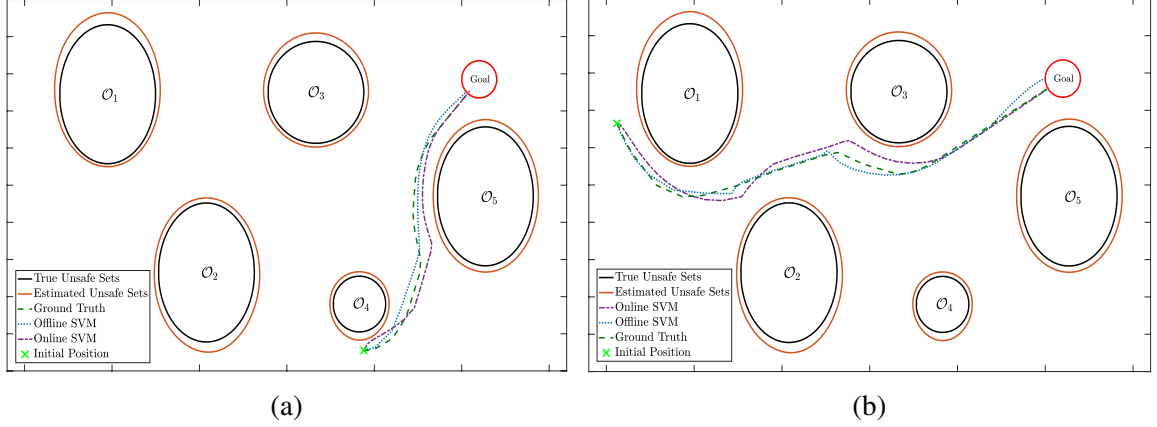 Goal
𝒪₁
𝒪₃
𝒪₅
𝒪₂
𝒪₄
True Unsafe Sets
Estimated Unsafe Sets
Ground Truth
Offline SVM
Online SVM
Initial Position
(a)
Goal
𝒪₁
𝒪₃
𝒪₅
𝒪₂
𝒪₄
True Unsafe Sets
Estimated Unsafe Sets
Online SVM
Offline SVM
Ground Truth
Initial Position
(b)